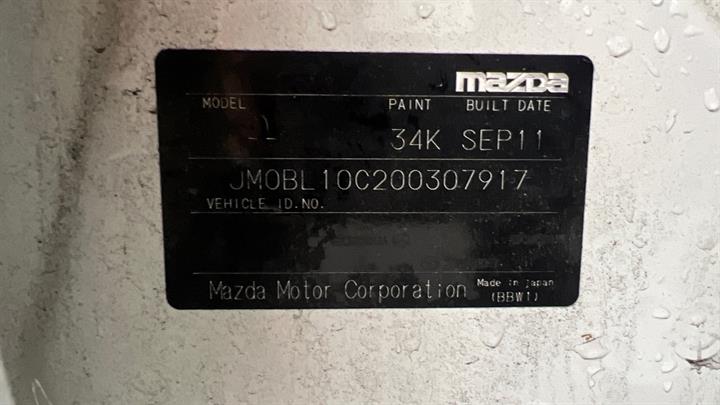 mazda
MODEL PAINT BUILT DATE
34K SEP11
JM0BL10C200307917
VEHICLE ID.NO.
Mazda Motor Corporation Made in Japan
(BBW1)